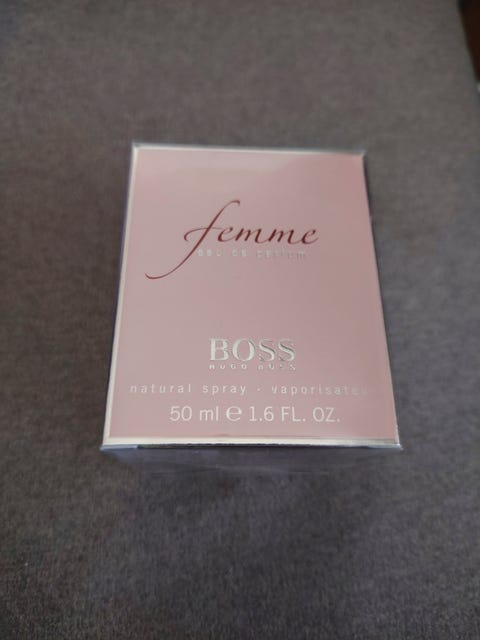 femme
eau de parfum
BOSS
HUGO BOSS
natural spray · vaporisateur
50 ml ℮ 1.6 FL. OZ.